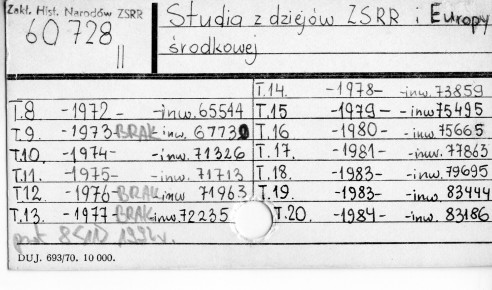 Zakł. Hist. Narodów ZSRR
60728
II
Studia z dziejów ZSRR i Europy
środkowej
T.8 -1972- -inw. 65544
T.9. -1973 BRAK inw. 67730
T.10. -1974- -inw. 71326
T.11. -1975- -inw. 71713
T.12. -1976-BRAK inw 71963
T.13. -1977-BRAK inw. 72235
T.14. -1978- -inw. 73859
T.15 -1979- -inw 75495
T.16 -1980- -inw. 75665
T.17. -1981- -inw. 77863
T.18. -1983- -inw. 79695
T.19. -1983- -inw. 83444
T.20. -1984- -inw. 83186
1992r.
DUJ. 693/70. 10 000.